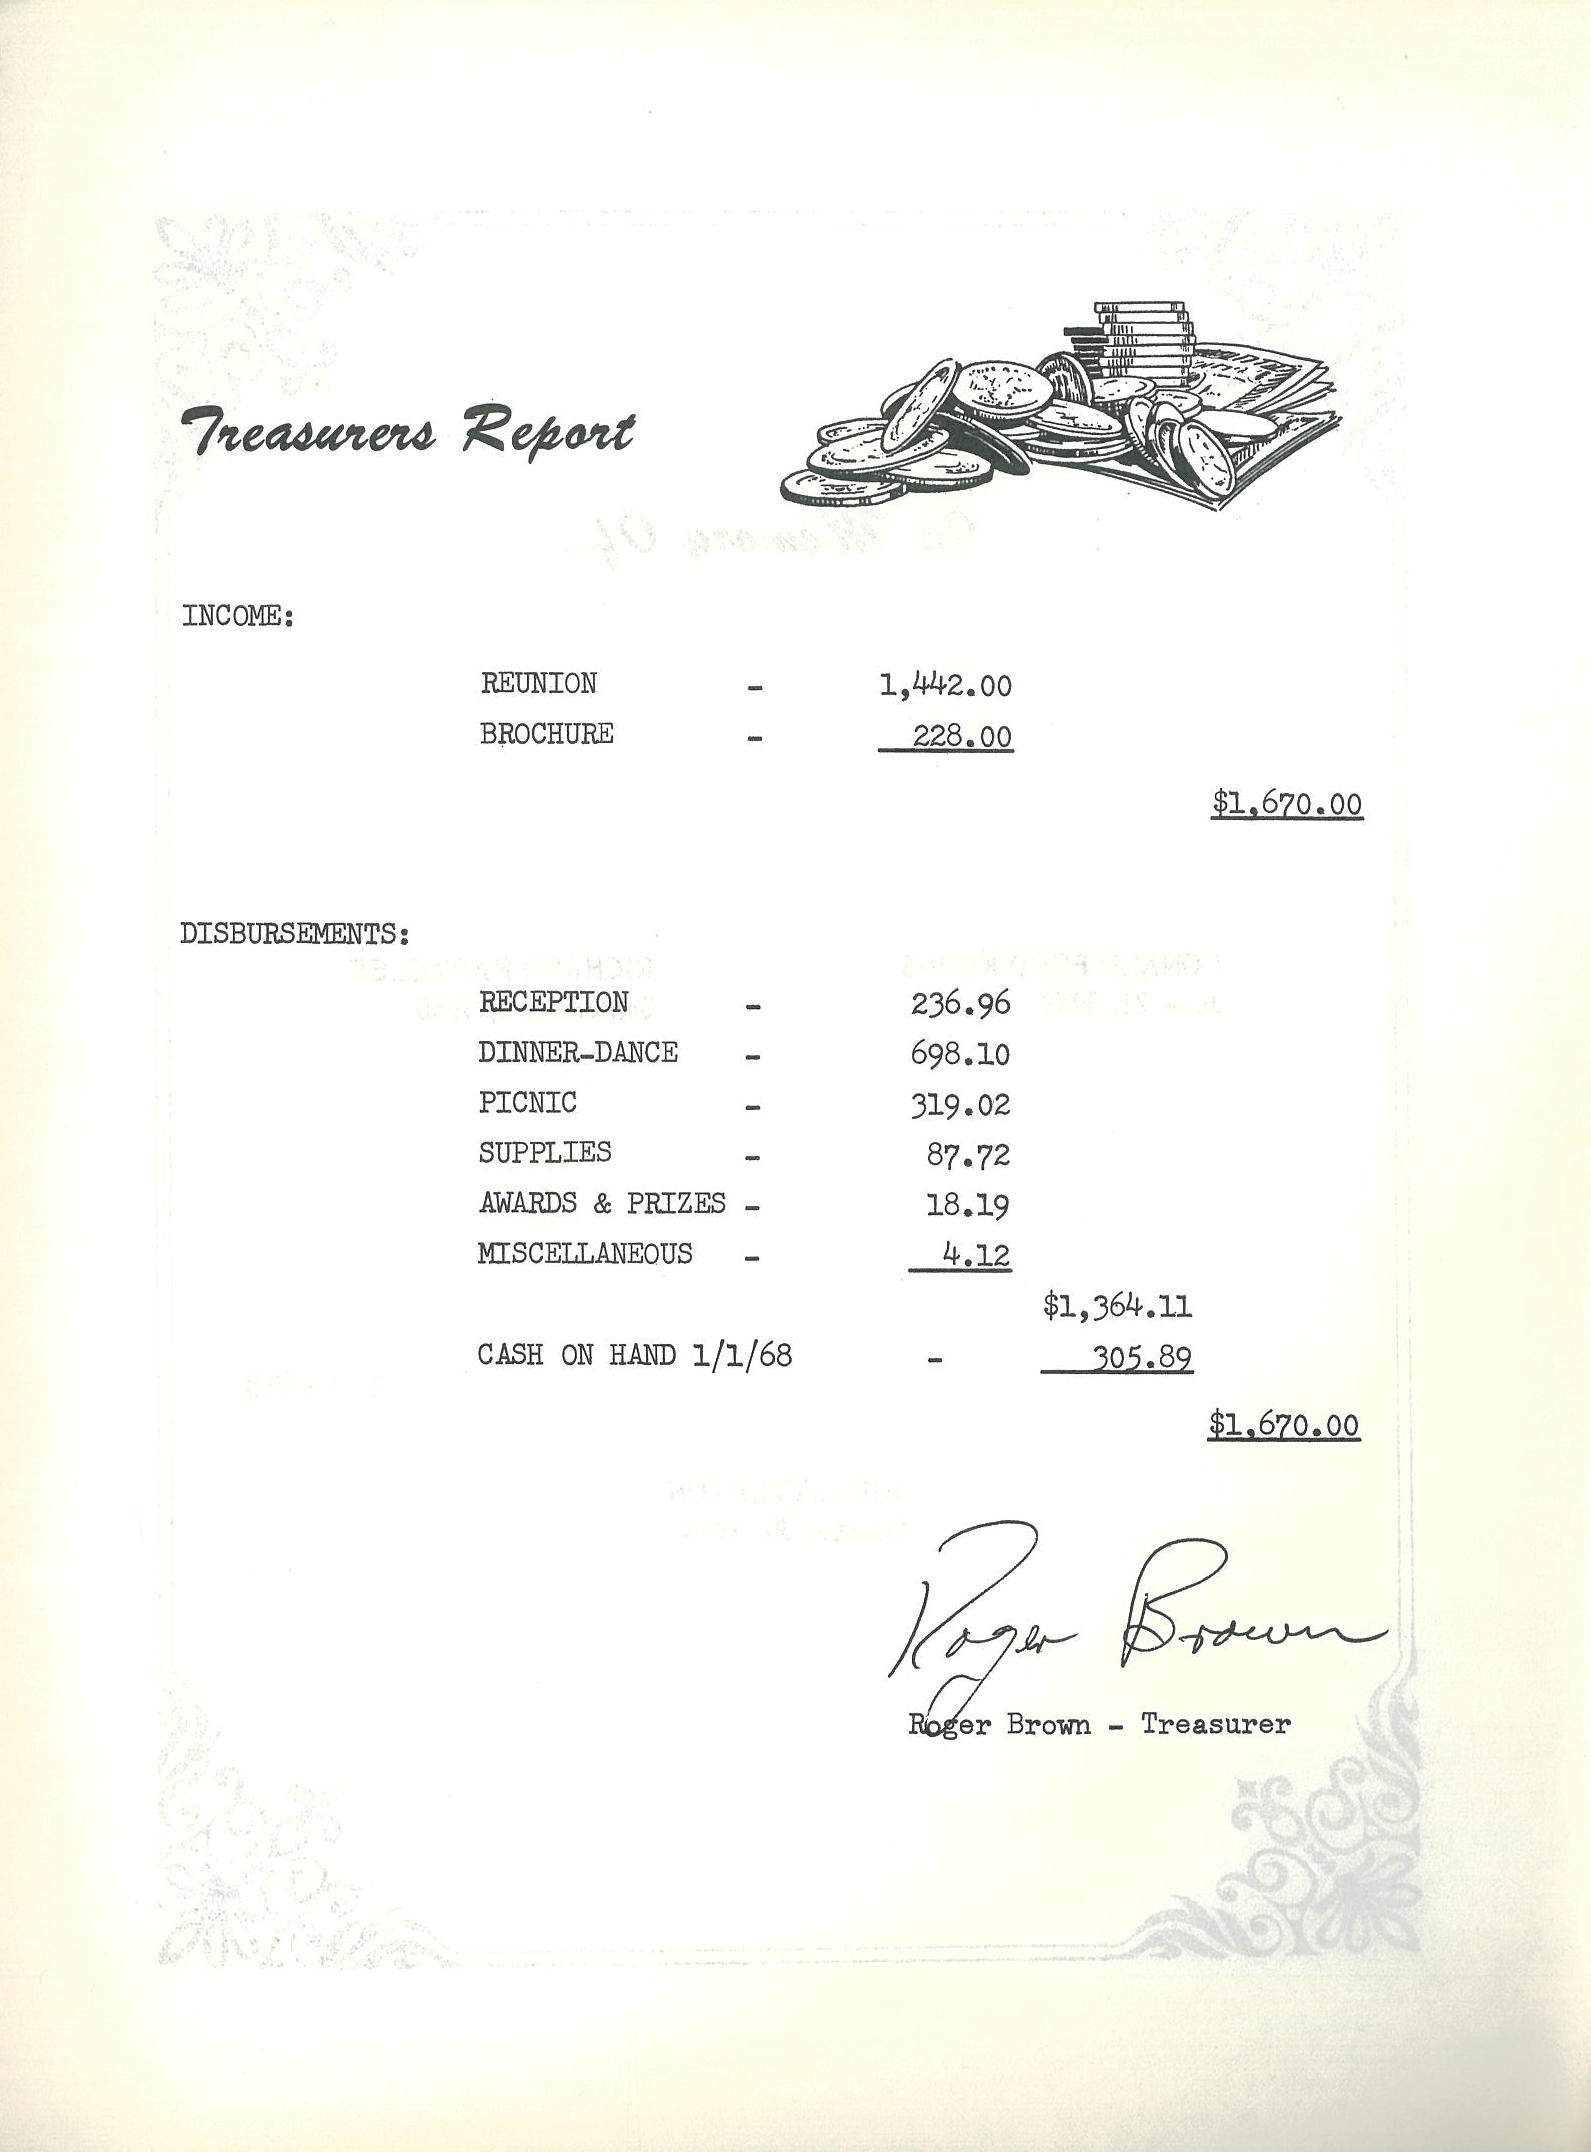 Treasurers Report
INCOME:
REUNION - 1,442.00
BROCHURE - 228.00
$1,670.00
DISBURSEMENTS:
RECEPTION - 236.96
DINNER-DANCE - 698.10
PICNIC - 319.02
SUPPLIES - 87.72
AWARDS & PRIZES - 18.19
MISCELLANEOUS - 4.12
$1,364.11
CASH ON HAND 1/1/68 - 305.89
$1,670.00
Roger Brown
Roger Brown - Treasurer